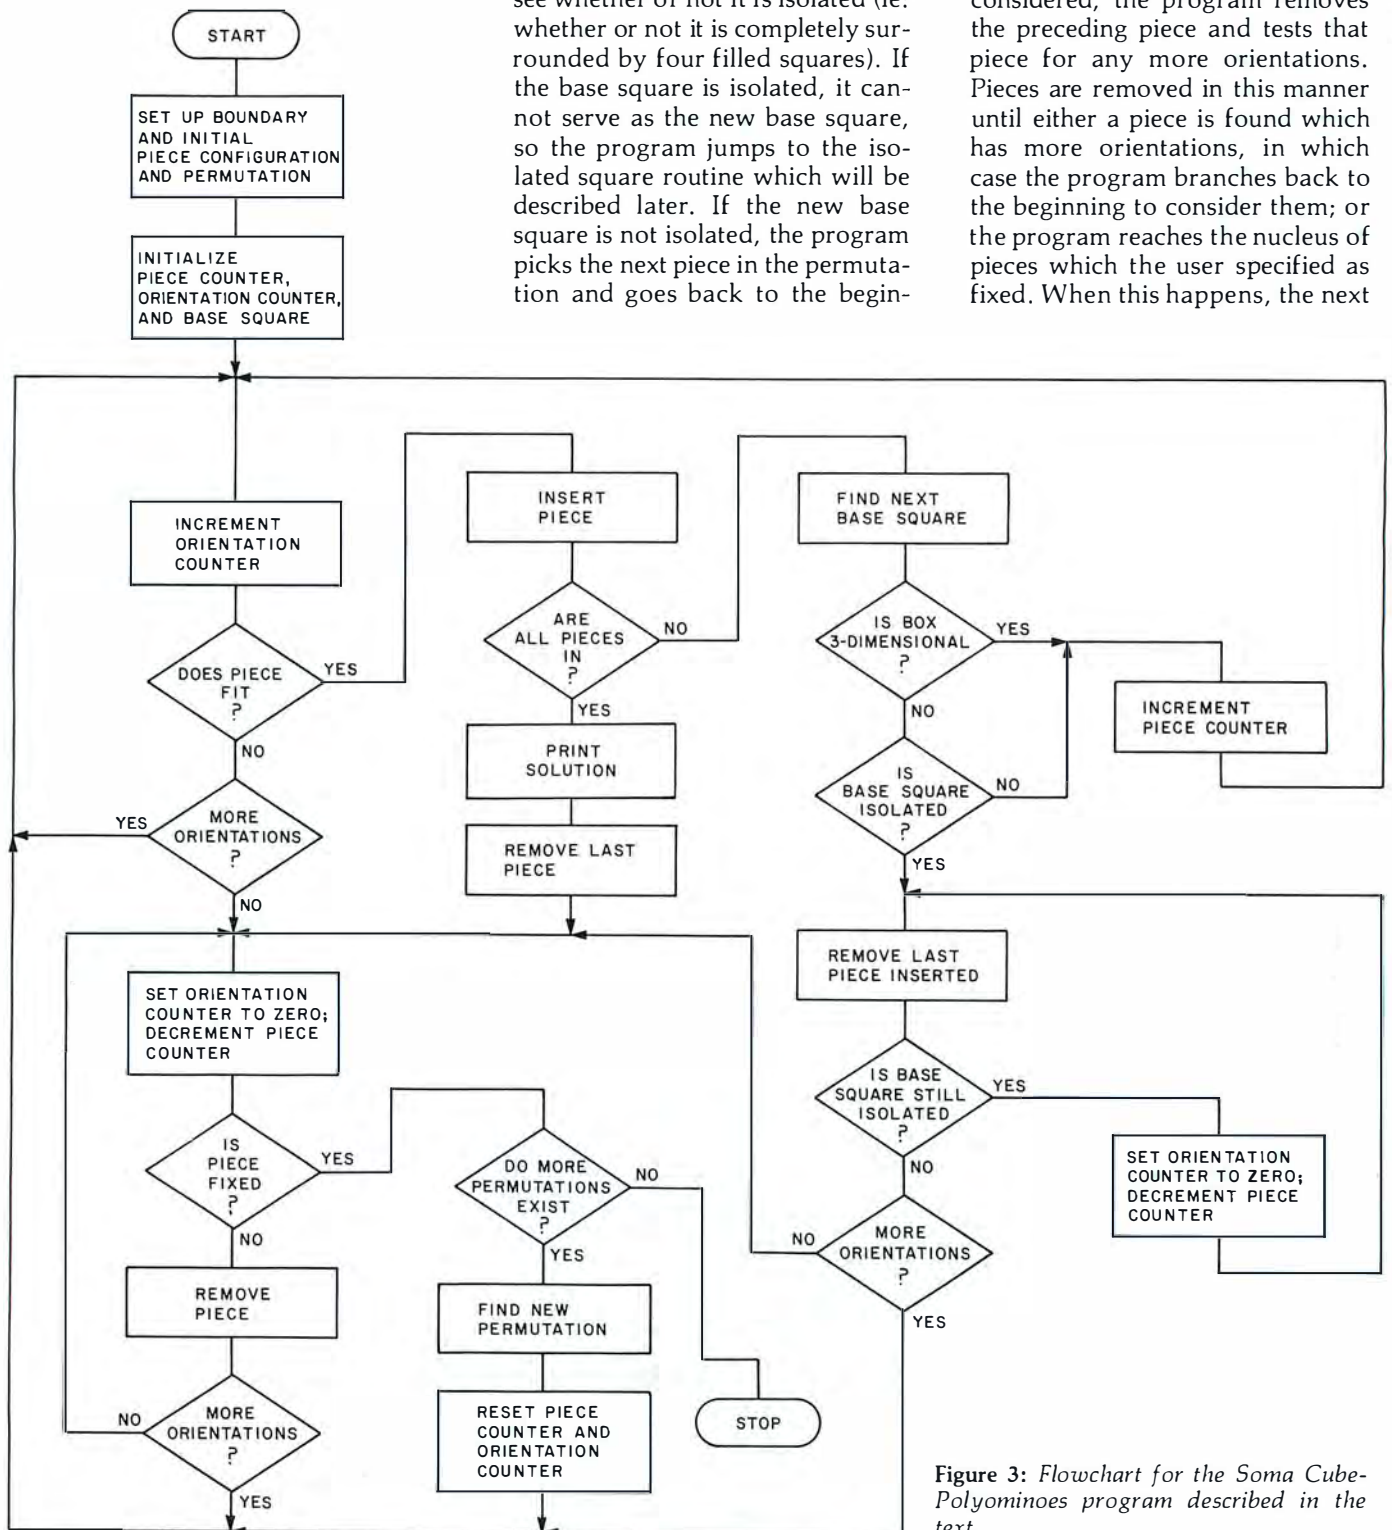 see whether or not it is isolated (ie:
whether or not it is completely sur-
rounded by four filled squares). If
the base square is isolated, it can-
not serve as the new base square,
so the program jumps to the iso-
lated square routine which will be
described later. If the new base
square is not isolated, the program
picks the next piece in the permuta-
tion and goes back to the begin-
considered, the program removes
the preceding piece and tests that
piece for any more orientations.
Pieces are removed in this manner
until either a piece is found which
has more orientations, in which
case the program branches back to
the beginning to consider them; or
the program reaches the nucleus of
pieces which the user specified as
fixed. When this happens, the next
START
SET UP BOUNDARY
AND INITIAL
PIECE CONFIGURATION
AND PERMUTATION
INITIALIZE
PIECE COUNTER,
ORIENTATION COUNTER,
AND BASE SQUARE
INCREMENT
ORIENTATION
COUNTER
DOES PIECE
FIT
?
YES
NO
MORE
ORIENTATIONS
?
YES
NO
INSERT
PIECE
ARE
ALL PIECES
IN
?
NO
YES
PRINT
SOLUTION
REMOVE LAST
PIECE
FIND NEXT
BASE SQUARE
IS BOX
3-DIMENSIONAL
?
YES
NO
INCREMENT
PIECE COUNTER
IS
BASE SQUARE
ISOLATED
?
NO
YES
REMOVE LAST
PIECE INSERTED
IS BASE
SQUARE STILL
ISOLATED
?
YES
NO
SET ORIENTATION
COUNTER TO ZERO;
DECREMENT PIECE
COUNTER
MORE
ORIENTATIONS
?
NO
YES
SET ORIENTATION
COUNTER TO ZERO;
DECREMENT PIECE
COUNTER
IS
PIECE
FIXED
?
YES
NO
REMOVE
PIECE
MORE
ORIENTATIONS
?
NO
YES
DO MORE
PERMUTATIONS
EXIST
?
NO
YES
FIND NEW
PERMUTATION
RESET PIECE
COUNTER AND
ORIENTATION
COUNTER
STOP
Figure 3: Flowchart for the Soma Cube-
Polyominoes program described in the
text.